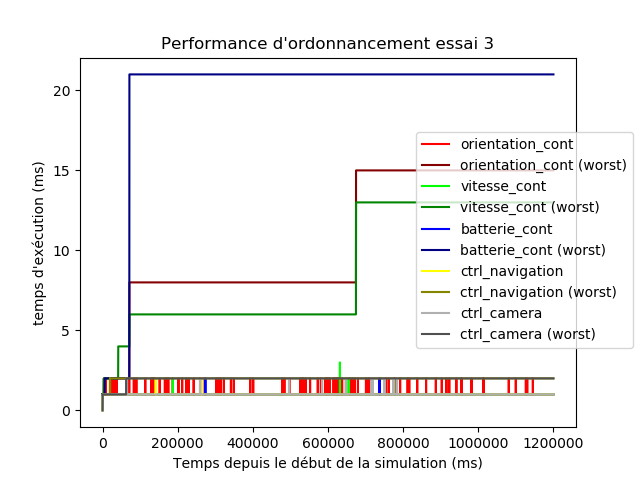 Performance d'ordonnancement essai 3
temps d'exécution (ms)
20
15
10
5
0
orientation_cont
orientation_cont (worst)
vitesse_cont
vitesse_cont (worst)
batterie_cont
batterie_cont (worst)
ctrl_navigation
ctrl_navigation (worst)
ctrl_camera
ctrl_camera (worst)
0 200000 400000 600000 800000 1000000 1200000
Temps depuis le début de la simulation (ms)